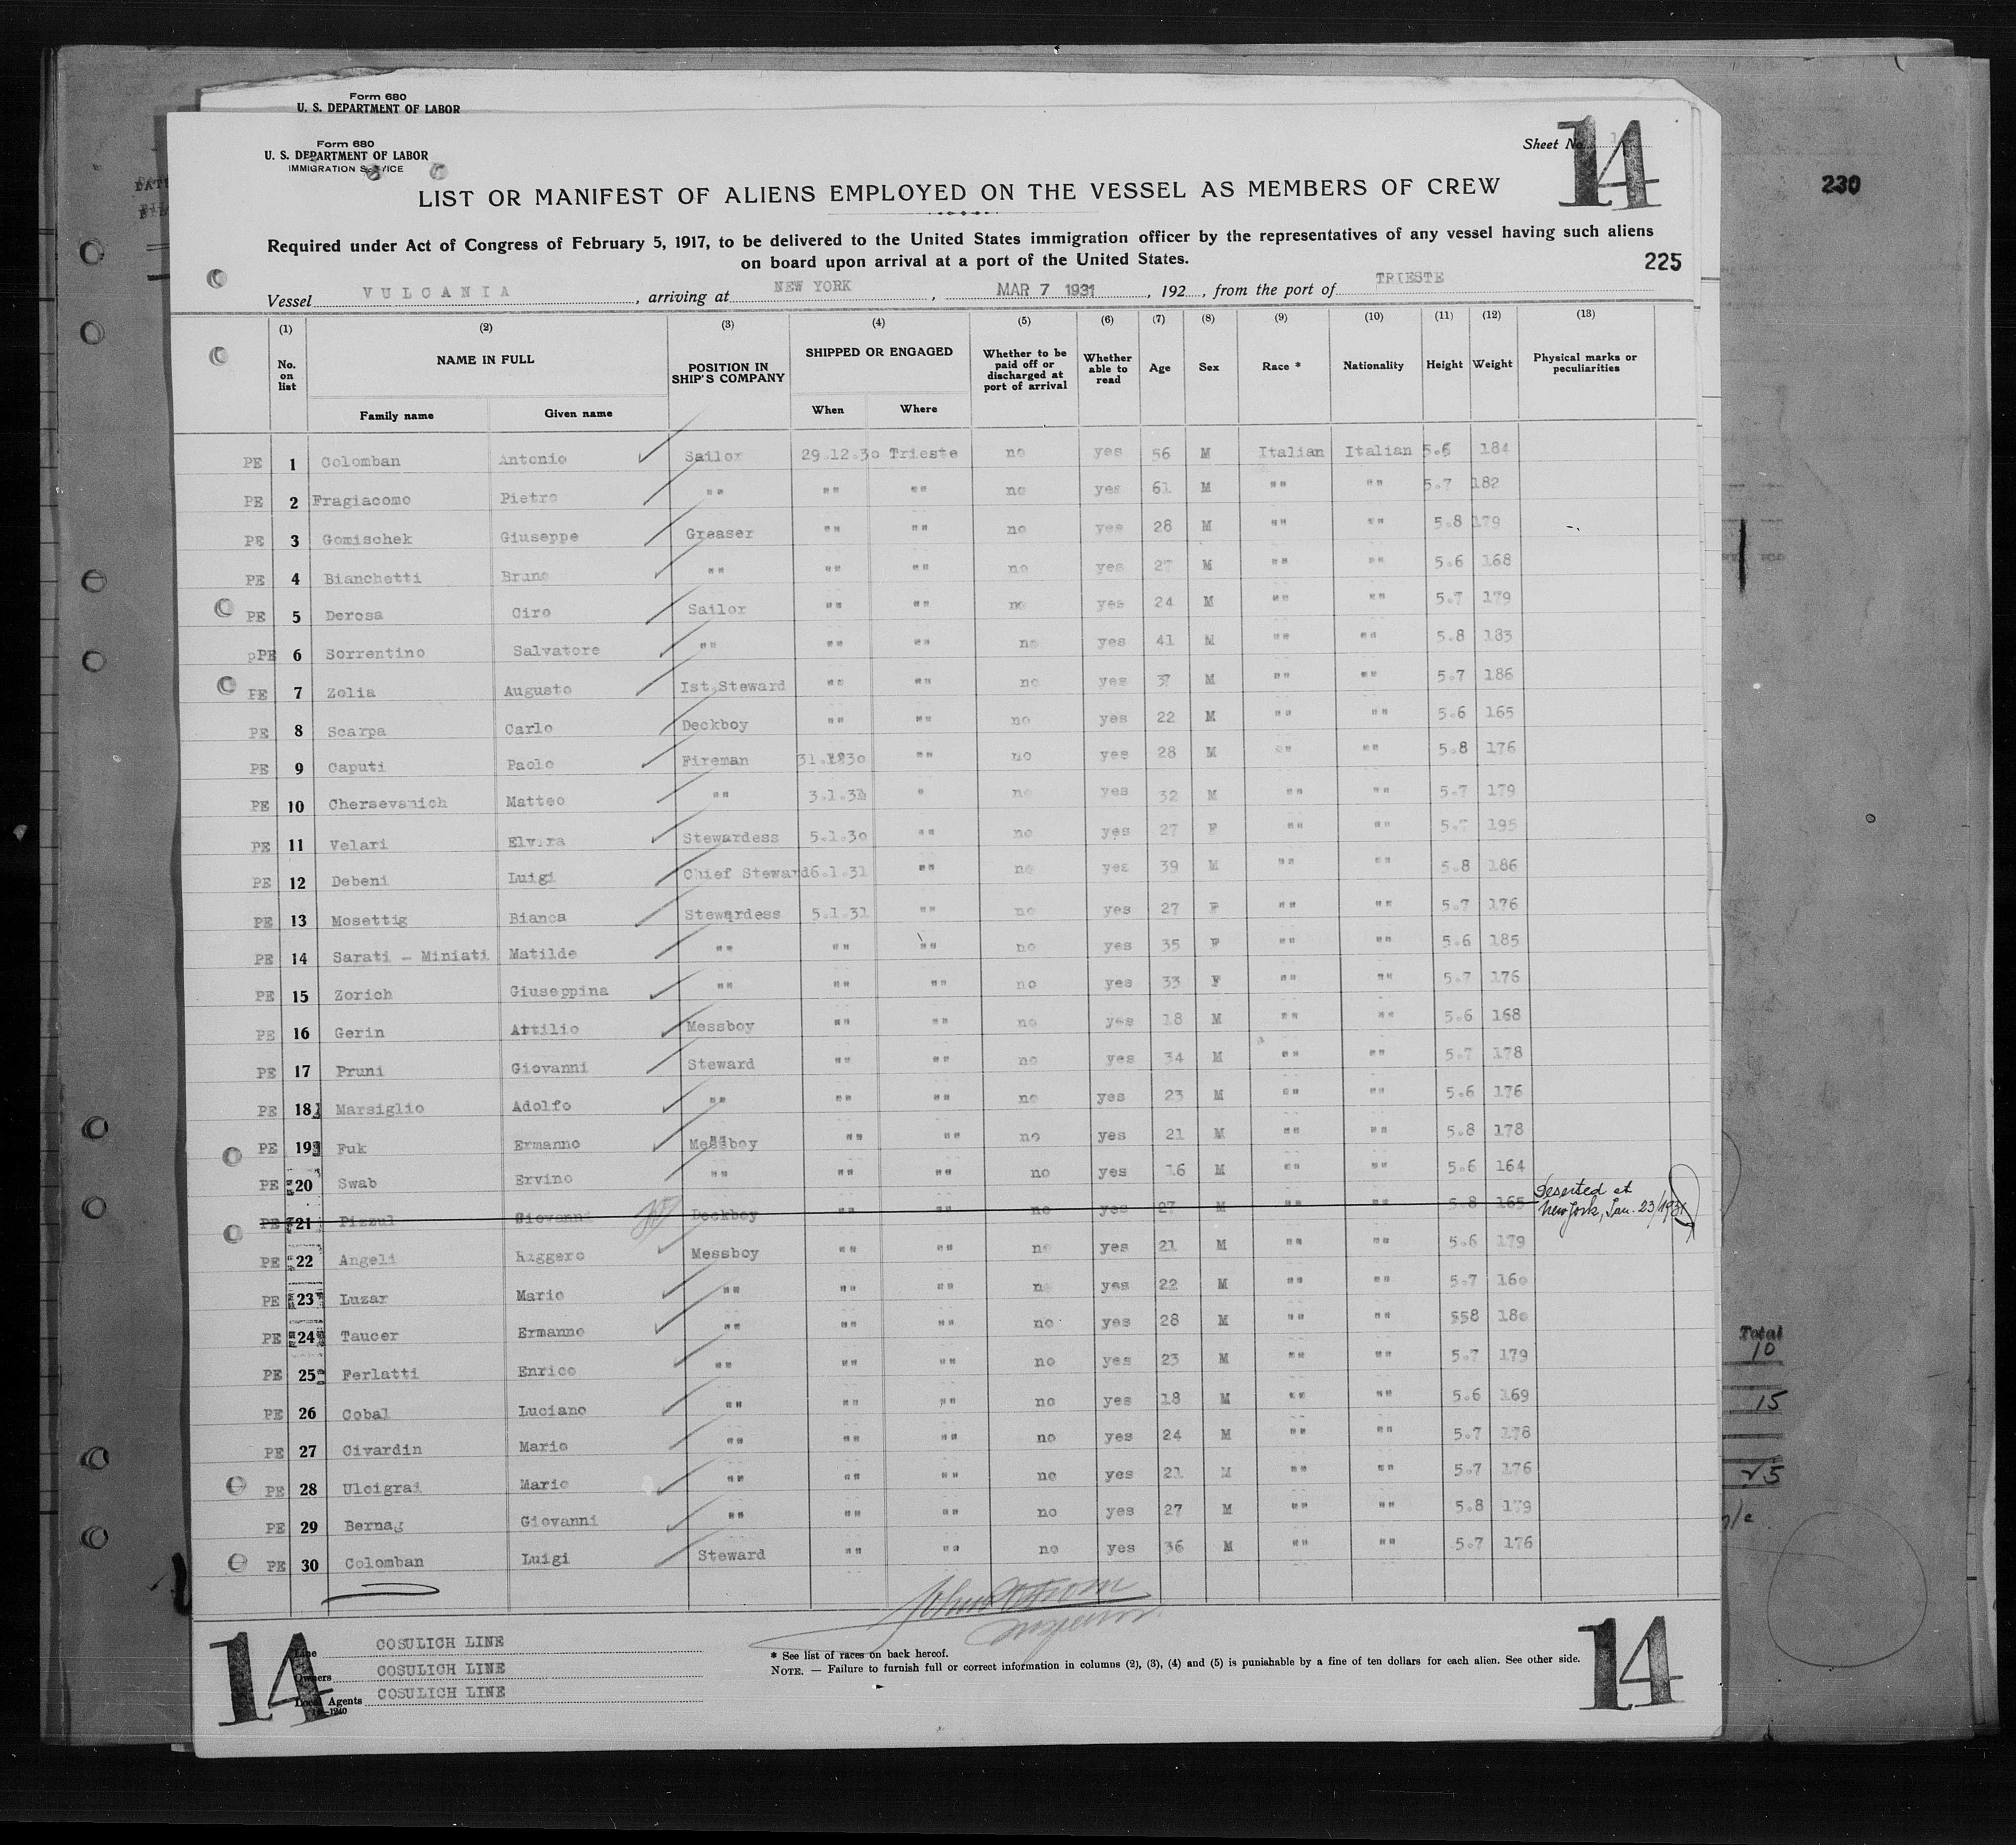 Form 680
U. S. DEPARTMENT OF LABOR
Form 680
U. S. DEPARTMENT OF LABOR
IMMIGRATION SERVICE
Sheet No.
14
230
LIST OR MANIFEST OF ALIENS EMPLOYED ON THE VESSEL AS MEMBERS OF CREW
Required under Act of Congress of February 5, 1917, to be delivered to the United States immigration officer by the representatives of any vessel having such aliens
on board upon arrival at a port of the United States.
225
Vessel VULCANIA, arriving at NEW YORK, MAR 7 1931, 192, from the port of TRIESTE
(1) (2) (3) (4) (5) (6) (7) (8) (9) (10) (11) (12) (13)
No. on list NAME IN FULL POSITION IN SHIP'S COMPANY SHIPPED OR ENGAGED Whether to be paid off or discharged at port of arrival Whether able to read Age Sex Race * Nationality Height Weight Physical marks or peculiarities
Family name Given name When Where
PE 1 Colomban Antonio Sailor 29.12.30 Trieste no yes 56 M Italian Italian 5.6 184
PE 2 Fragiacomo Pietro "" "" "" no yes 61 M "" "" 5.7 182
PE 3 Gomischek Giuseppe Greaser "" "" no yes 28 M "" "" 5.8 179
PE 4 Bianchetti Bruno "" "" "" no yes 27 M "" "" 5.6 168
PE 5 Derosa Ciro Sailor "" "" no yes 24 M "" "" 5.7 179
pPE 6 Sorrentino Salvatore "" "" "" no yes 41 M "" "" 5.8 183
PE 7 Zolia Augusto Ist.Steward "" "" no yes 37 M "" "" 5.7 186
PE 8 Scarpa Carlo Deckboy "" "" no yes 22 M "" "" 5.6 165
PE 9 Caputi Paolo Fireman "" no yes 28 M "" "" 5.8 176
PE 10 Chersevanich Matteo "" " no yes 32 M "" "" 5.7 179
PE 11 Velari Elvira Stewardess 5.1.30 "" no yes 27 F "" "" 5.7 195
PE 12 Debeni Luigi Chief Steward 6.1.31 "" no yes 39 M "" "" 5.8 186
PE 13 Mosettig Bianca Stewardess 5.1.31 "" no yes 27 F "" "" 5.7 176
PE 14 Sarati - Miniati Matilde "" "" "" no yes 35 F "" "" 5.6 185
PE 15 Zorich Giuseppina "" "" "" no yes 33 F "" "" 5.7 176
PE 16 Gerin Attilio Messboy "" "" no yes 18 M "" "" 5.6 168
PE 17 Pruni Giovanni Steward "" "" no yes 34 M "" "" 5.7 178
PE 18 Marsiglio Adolfo "" "" "" no yes 23 M "" "" 5.6 176
PE 19 Fuk Ermanno Messboy "" "" no yes 21 M "" "" 5.8 178
PE 20 Swab Ervino "" "" "" no yes 16 M "" "" 5.6 164
PE 21 Pizzul Giovanni Deckboy "" "" no yes 27 M "" "" 5.8 165 Deserted at
New York, Jan. 23/1931
PE 22 Angeli Ruggero Messboy "" "" no yes 21 M "" "" 5.6 179
PE 23 Luzar Mario "" "" "" no yes 22 M "" "" 5.7 160
PE 24 Taucer Ermanno "" "" "" no yes 28 M "" "" 558 180
PE 25 Ferlatti Enrico "" "" "" no yes 23 M "" "" 5.7 179
PE 26 Cobal Luciano "" "" "" no yes 18 M "" "" 5.6 169
PE 27 Civardin Mario "" "" "" no yes 24 M "" "" 5.7 178
PE 28 Ulcigrai Mario "" "" "" no yes 21 M "" "" 5.7 176
PE 29 Bernag Giovanni "" "" "" no yes 27 M "" "" 5.8 179
PE 30 Colomban Luigi Steward "" "" no yes 36 M "" "" 5.7 176
Total
10
15
25
14
Line COSULICH LINE
Owners COSULICH LINE
Local Agents COSULICH LINE
* See list of races on back hereof.
NOTE. — Failure to furnish full or correct information in columns (2), (3), (4) and (5) is punishable by a fine of ten dollars for each alien. See other side.
14